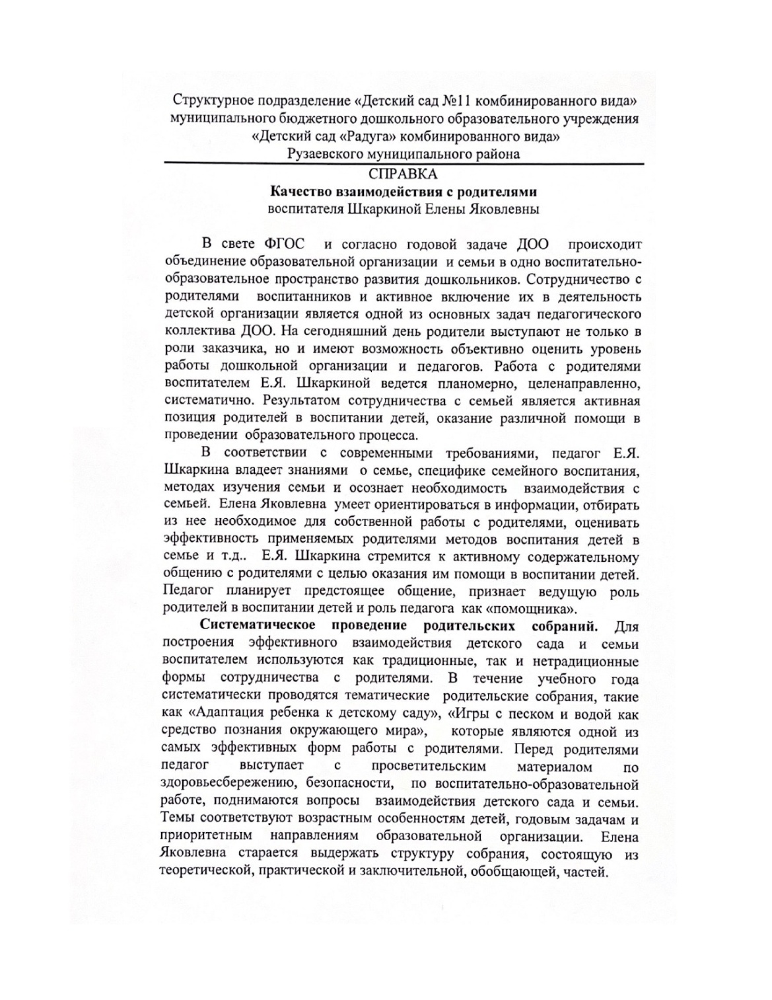 Структурное подразделение «Детский сад №11 комбинированного вида»
муниципального бюджетного дошкольного образовательного учреждения
«Детский сад «Радуга» комбинированного вида»
Рузаевского муниципального района
СПРАВКА
Качество взаимодействия с родителями
воспитателя Шкаркиной Елены Яковлевны
В свете ФГОС и согласно годовой задаче ДОО происходит
объединение образовательной организации и семьи в одно воспитательно-
образовательное пространство развития дошкольников. Сотрудничество с
родителями воспитанников и активное включение их в деятельность
детской организации является одной из основных задач педагогического
коллектива ДОО. На сегодняшний день родители выступают не только в
роли заказчика, но и имеют возможность объективно оценить уровень
работы дошкольной организации и педагогов. Работа с родителями
воспитателем Е.Я. Шкаркиной ведется планомерно, целенаправленно,
систематично. Результатом сотрудничества с семьей является активная
позиция родителей в воспитании детей, оказание различной помощи в
проведении образовательного процесса.
В соответствии с современными требованиями, педагог Е.Я.
Шкаркина владеет знаниями о семье, специфике семейного воспитания,
методах изучения семьи и осознает необходимость взаимодействия с
семьей. Елена Яковлевна умеет ориентироваться в информации, отбирать
из нее необходимое для собственной работы с родителями, оценивать
эффективность применяемых родителями методов воспитания детей в
семье и т.д.. Е.Я. Шкаркина стремится к активному содержательному
общению с родителями с целью оказания им помощи в воспитании детей.
Педагог планирует предстоящее общение, признает ведущую роль
родителей в воспитании детей и роль педагога как «помощника».
Систематическое проведение родительских собраний. Для
построения эффективного взаимодействия детского сада и семьи
воспитателем используются как традиционные, так и нетрадиционные
формы сотрудничества с родителями. В течение учебного года
систематически проводятся тематические родительские собрания, такие
как «Адаптация ребенка к детскому саду», «Игры с песком и водой как
средство познания окружающего мира», которые являются одной из
самых эффективных форм работы с родителями. Перед родителями
педагог выступает с просветительским материалом по
здоровьесбережению, безопасности, по воспитательно-образовательной
работе, поднимаются вопросы взаимодействия детского сада и семьи.
Темы соответствуют возрастным особенностям детей, годовым задачам и
приоритетным направлениям образовательной организации. Елена
Яковлевна старается выдержать структуру собрания, состоящую из
теоретической, практической и заключительной, обобщающей, частей.